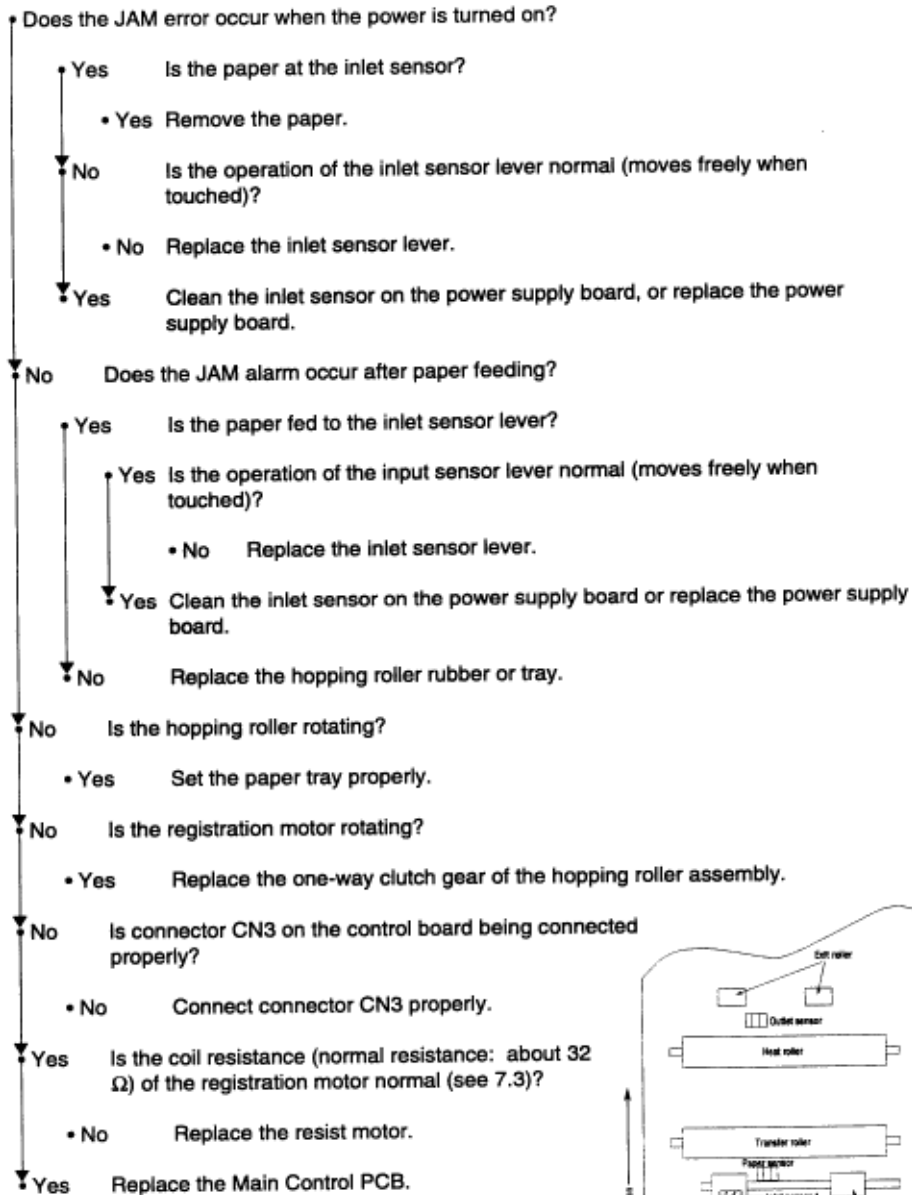 • Does the JAM error occur when the power is turned on?
• Yes Is the paper at the inlet sensor?
• Yes Remove the paper.
• No Is the operation of the inlet sensor lever normal (moves freely when
touched)?
• No Replace the inlet sensor lever.
• Yes Clean the inlet sensor on the power supply board, or replace the power
supply board.
• No Does the JAM alarm occur after paper feeding?
• Yes Is the paper fed to the inlet sensor lever?
• Yes Is the operation of the input sensor lever normal (moves freely when
touched)?
• No Replace the inlet sensor lever.
• Yes Clean the inlet sensor on the power supply board or replace the power supply
board.
• No Replace the hopping roller rubber or tray.
• No Is the hopping roller rotating?
• Yes Set the paper tray properly.
• No Is the registration motor rotating?
• Yes Replace the one-way clutch gear of the hopping roller assembly.
• No Is connector CN3 on the control board being connected
properly?
• No Connect connector CN3 properly.
• Yes Is the coil resistance (normal resistance: about 32
Ω) of the registration motor normal (see 7.3)?
• No Replace the resist motor.
• Yes Replace the Main Control PCB.
Exit roller
Outlet sensor
Heat roller
Transfer roller
Paper sensor